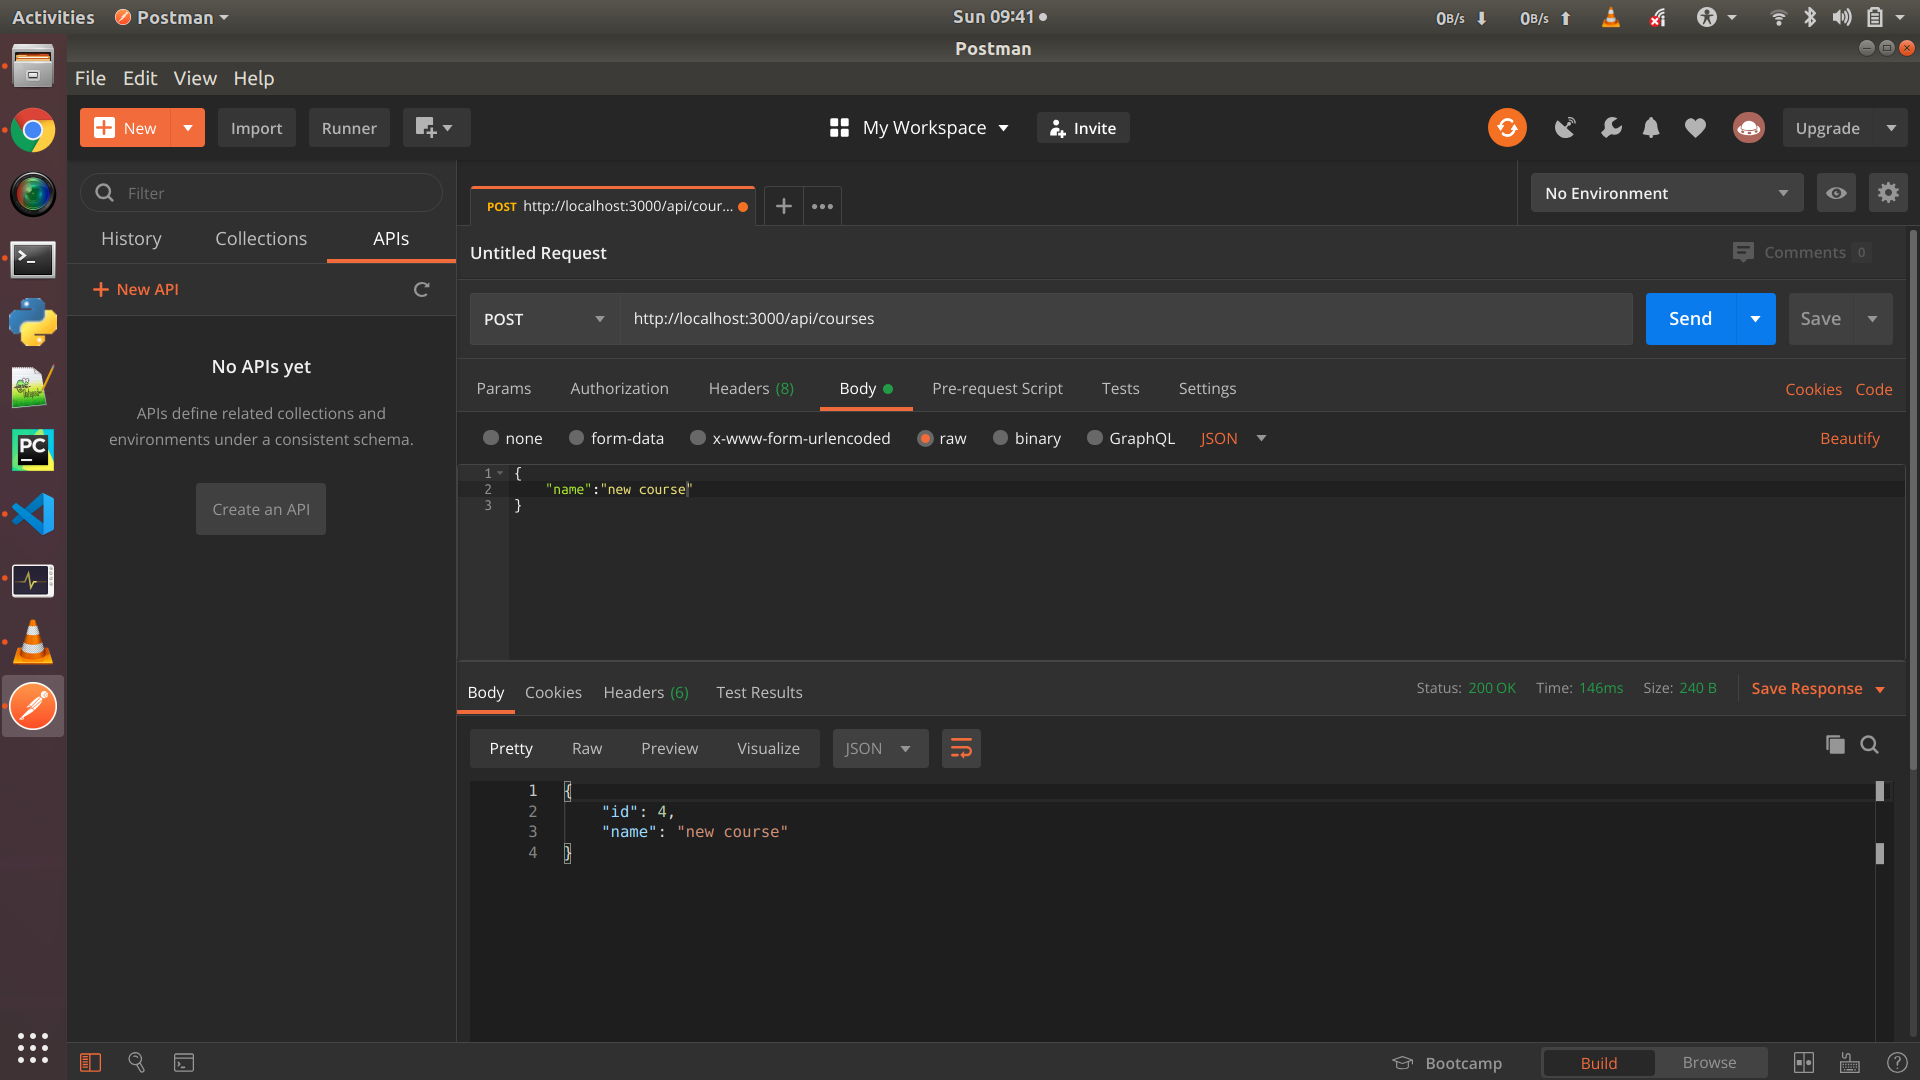 Activities Postman Sun 09:41 0B/s 0B/s
Postman
File Edit View Help
New Import Runner My Workspace Invite Upgrade
Filter
POST http://localhost:3000/api/cour... No Environment
History Collections APIs
Untitled Request Comments 0
New API
POST http://localhost:3000/api/courses Send Save
No APIs yet
APIs define related collections and
environments under a consistent schema.
Create an API
Params Authorization Headers (8) Body Pre-request Script Tests Settings Cookies Code
none form-data x-www-form-urlencoded raw binary GraphQL JSON Beautify
1 {
2 "name":"new course"
3 }
PC
Body Cookies Headers (6) Test Results Status: 200 OK Time: 146ms Size: 240 B Save Response
Pretty Raw Preview Visualize JSON
1 {
2 "id": 4,
3 "name": "new course"
4 }
Bootcamp Build Browse